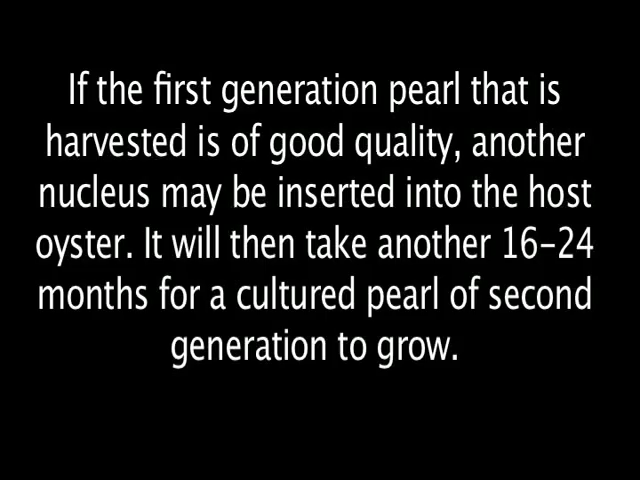 If the first generation pearl that is
harvested is of good quality, another
nucleus may be inserted into the host
oyster. It will then take another 16-24
months for a cultured pearl of second
generation to grow.